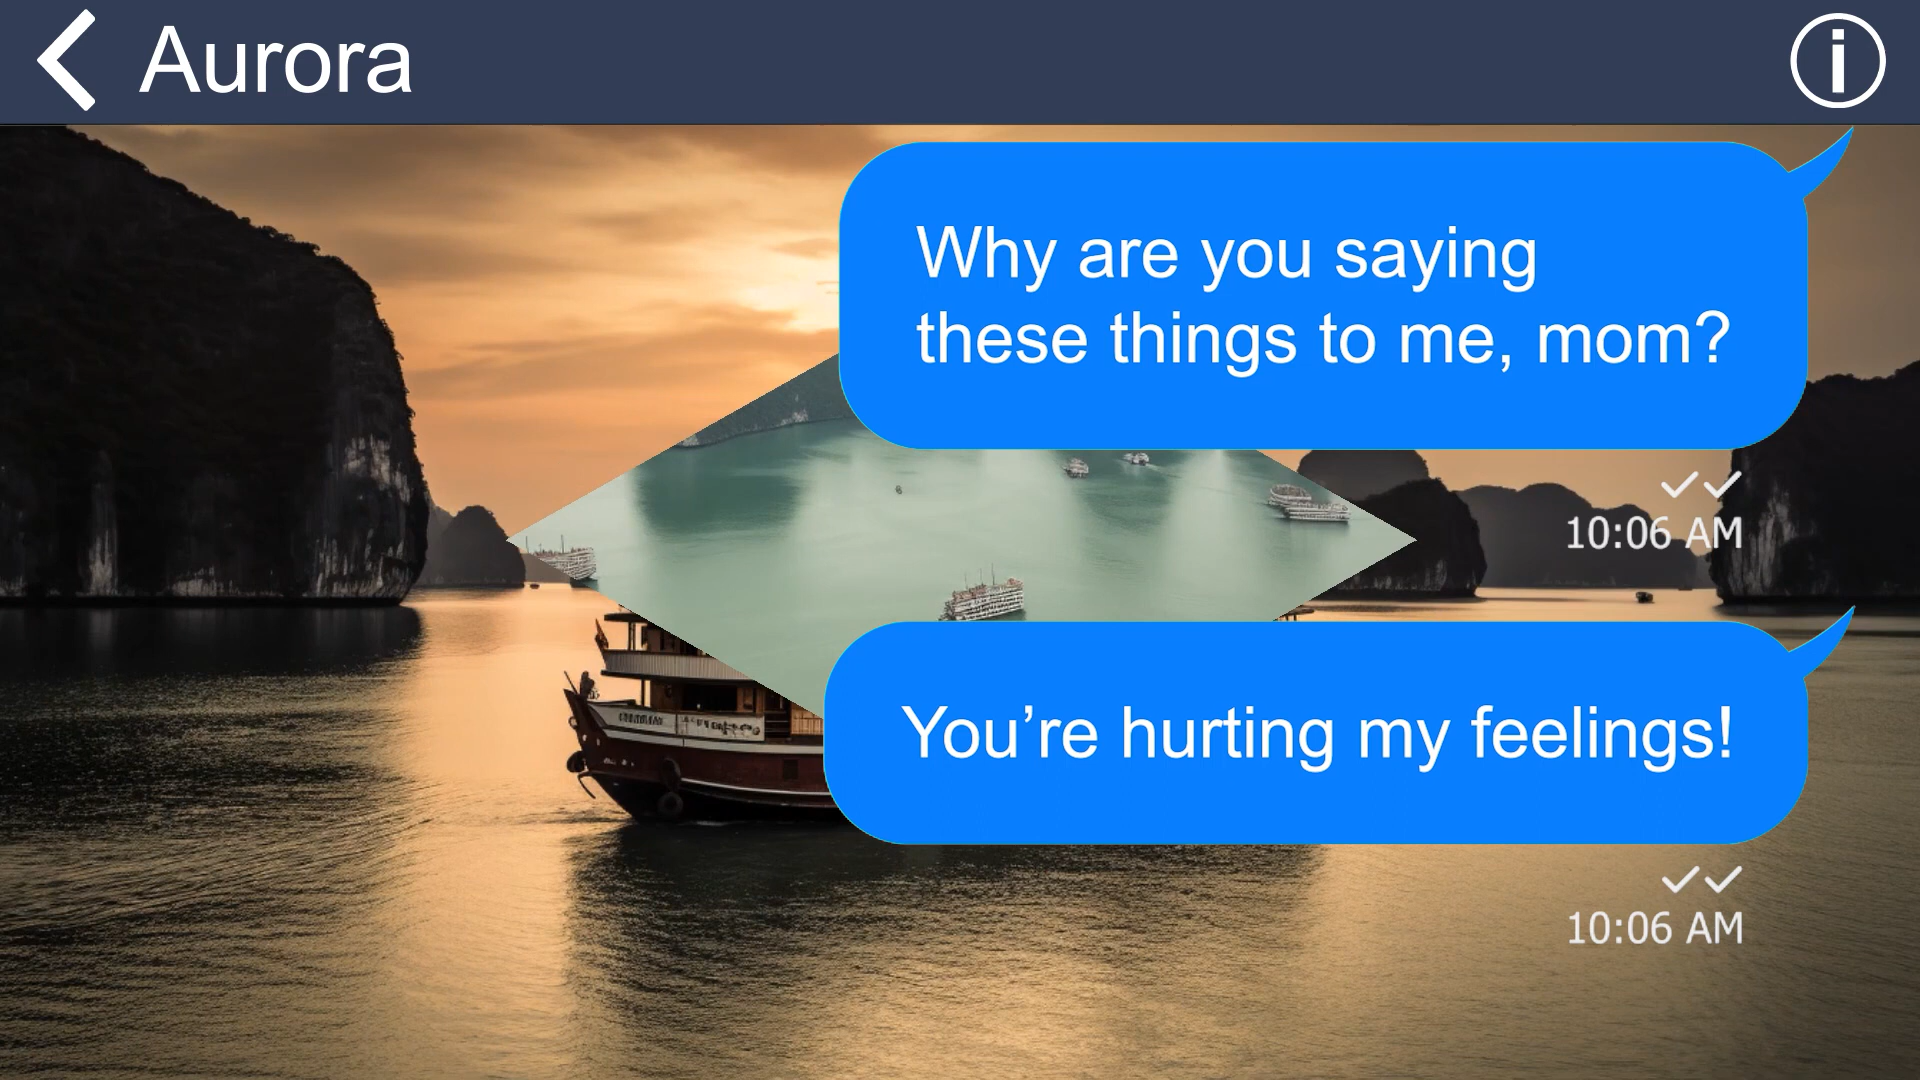 Aurora
Why are you saying
these things to me, mom?
10:06 AM
You’re hurting my feelings!
10:06 AM